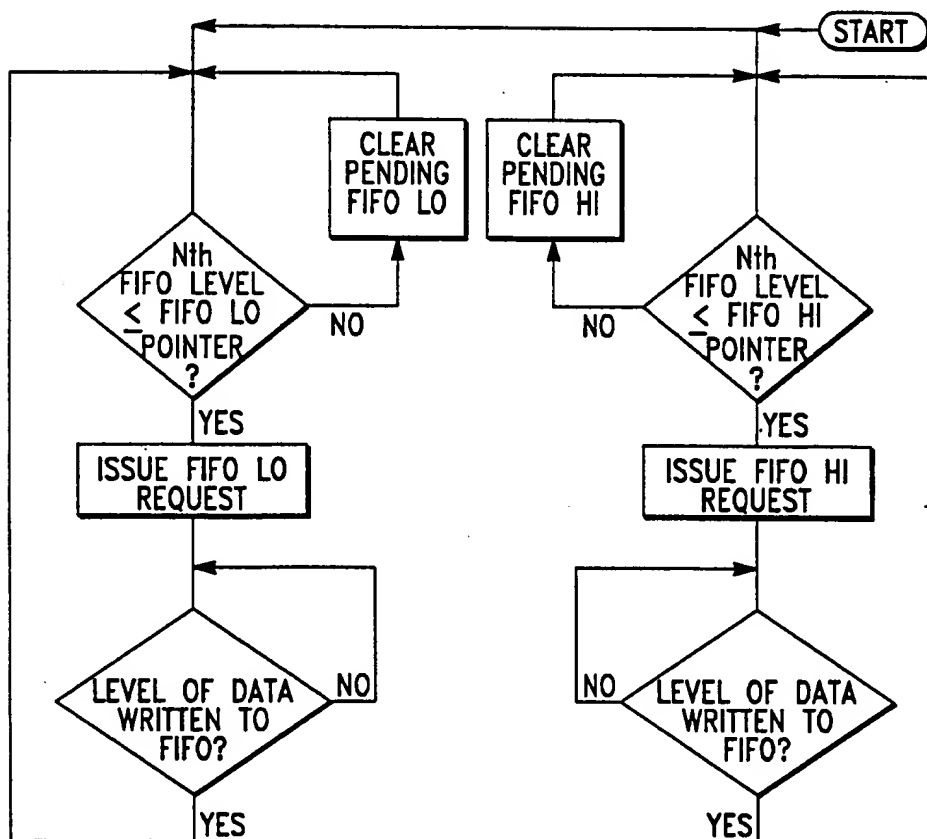 START
CLEAR
PENDING
FIFO LO
CLEAR
PENDING
FIFO HI
Nth
FIFO LEVEL
≤ FIFO LO
POINTER
?
NO
YES
Nth
FIFO LEVEL
≤ FIFO HI
POINTER
?
NO
YES
ISSUE FIFO LO
REQUEST
ISSUE FIFO HI
REQUEST
LEVEL OF DATA
WRITTEN TO
FIFO?
NO
YES
LEVEL OF DATA
WRITTEN TO
FIFO?
NO
YES